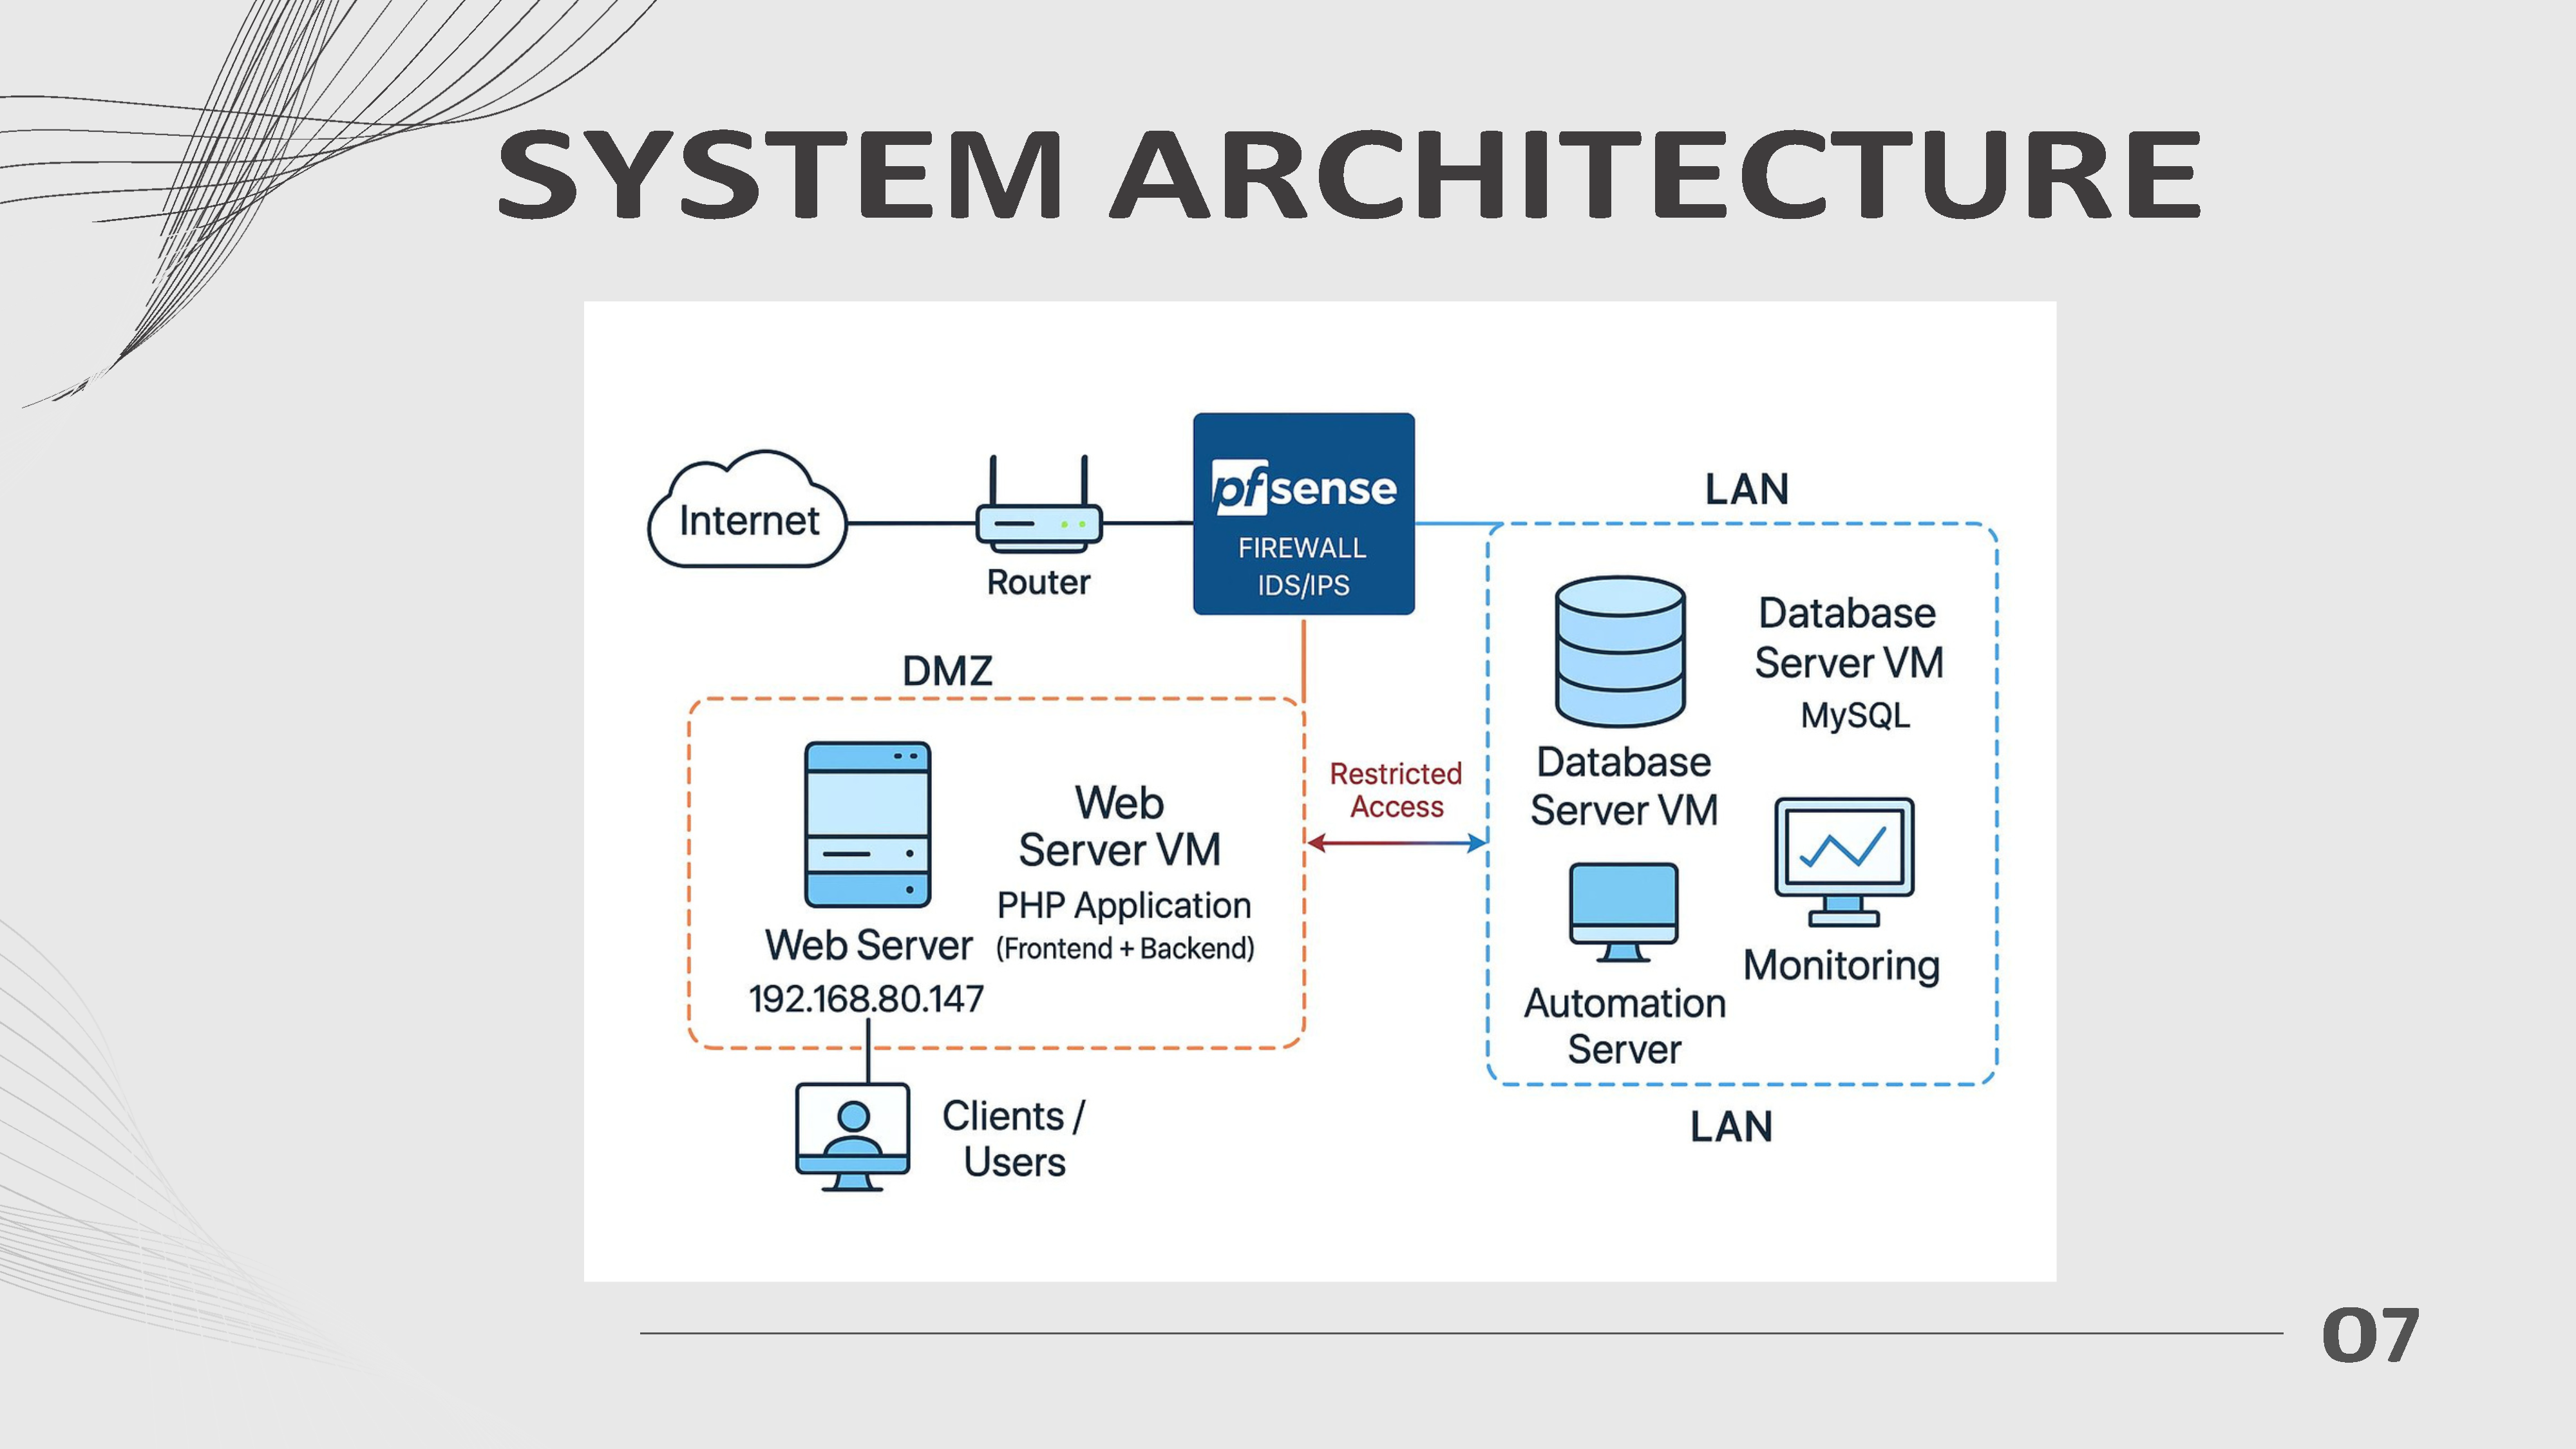 SYSTEM ARCHITECTURE
Internet
Router
pfsense
FIREWALL
IDS/IPS
LAN
Database
Server VM
MySQL
Database
Server VM
Monitoring
Automation
Server
LAN
Restricted
Access
DMZ
Web
Server VM
PHP Application
(Frontend + Backend)
Web Server
192.168.80.147
Clients /
Users
07